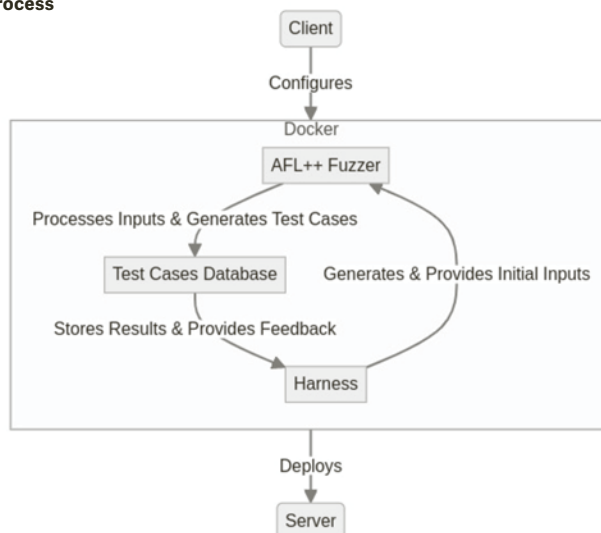 rocess
Client
Configures
Docker
AFL++ Fuzzer
Processes Inputs & Generates Test Cases
Test Cases Database
Generates & Provides Initial Inputs
Stores Results & Provides Feedback
Harness
Deploys
Server